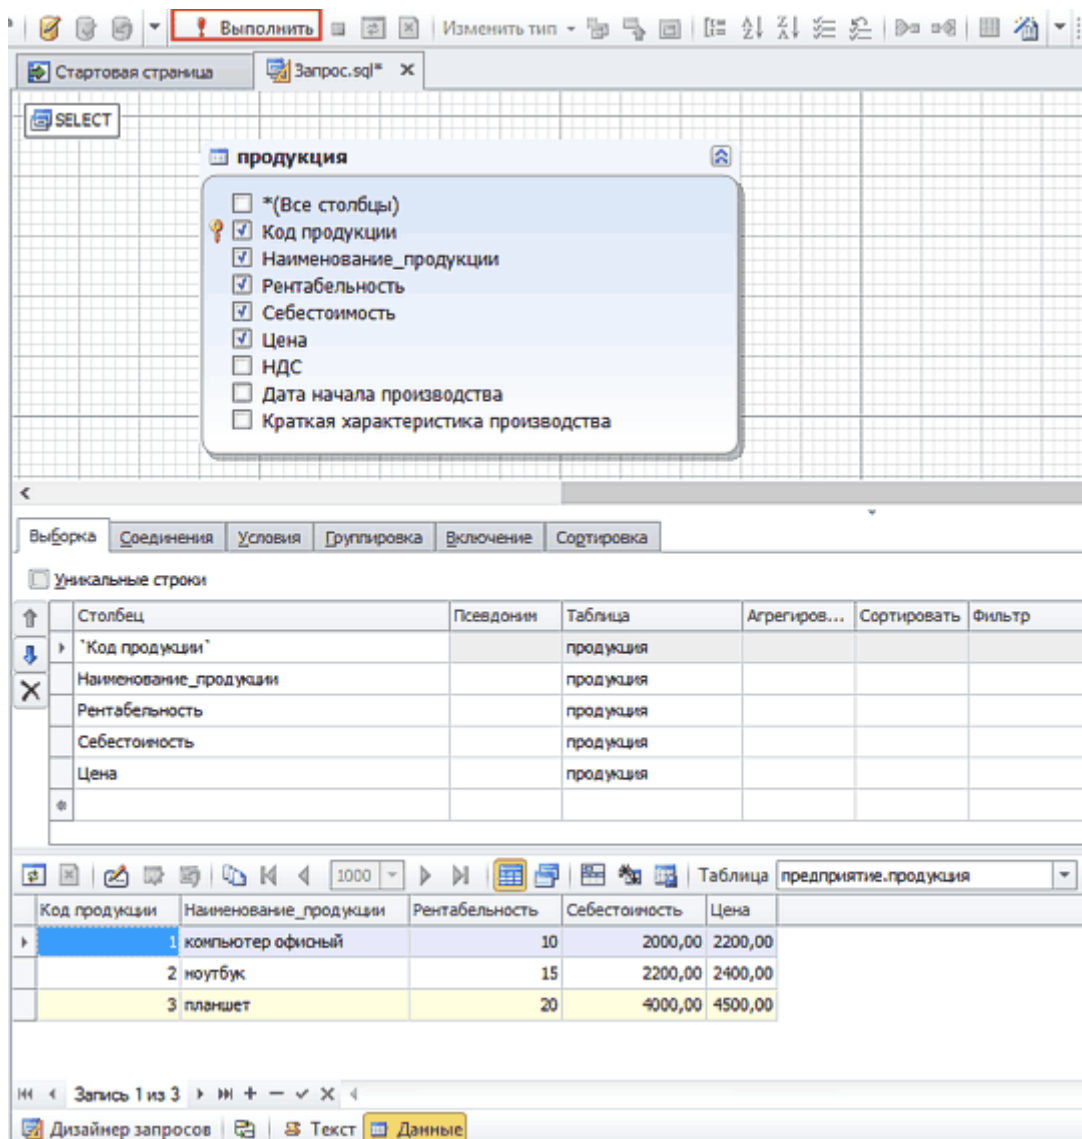 Выполнить Изменить тип
Стартовая страница Запрос.sql* X
SELECT
продукция
*(Все столбцы)
Код продукции
Наименование_продукции
Рентабельность
Себестоимость
Цена
НДС
Дата начала производства
Краткая характеристика производства
Выборка Соединения Условия Группировка Включение Сортировка
Уникальные строки
Столбец Псевдоним Таблица Агрегиров... Сортировать Фильтр
`Код продукции` продукция
Наименование_продукции продукция
Рентабельность продукция
Себестоимость продукция
Цена продукция
1000 Таблица предприятие.продукция
Код продукции Наименование_продукции Рентабельность Себестоимость Цена
1 компьютер офисный 10 2000,00 2200,00
2 ноутбук 15 2200,00 2400,00
3 планшет 20 4000,00 4500,00
Запись 1 из 3
Дизайнер запросов Текст Данные